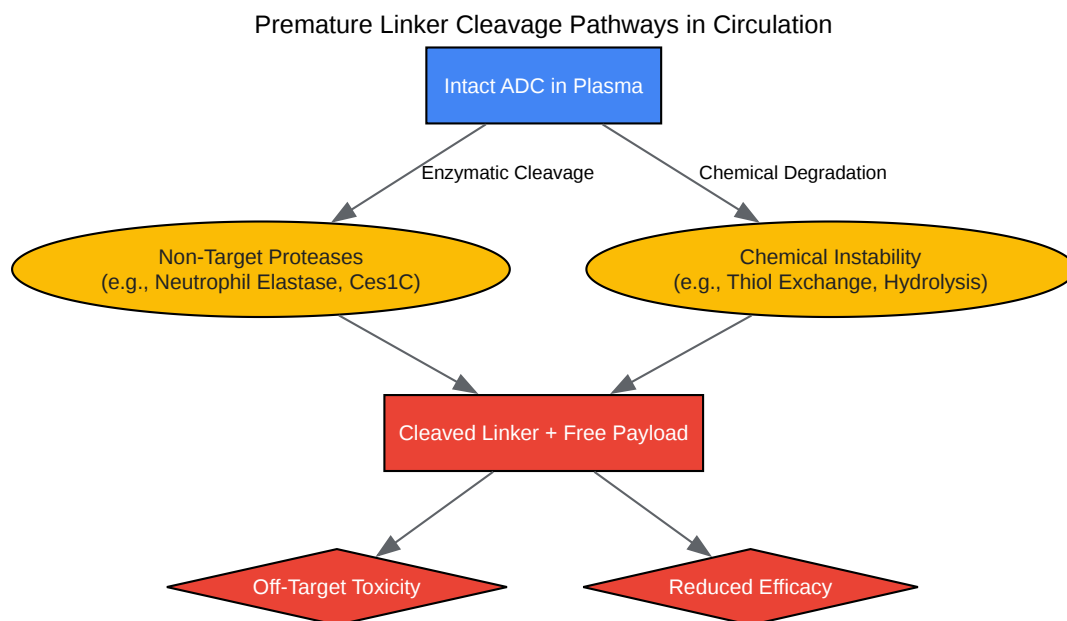 Premature Linker Cleavage Pathways in Circulation
Intact ADC in Plasma
Enzymatic Cleavage
Chemical Degradation
Non-Target Proteases
(e.g., Neutrophil Elastase, Ces1C)
Chemical Instability
(e.g., Thiol Exchange, Hydrolysis)
Cleaved Linker + Free Payload
Off-Target Toxicity
Reduced Efficacy